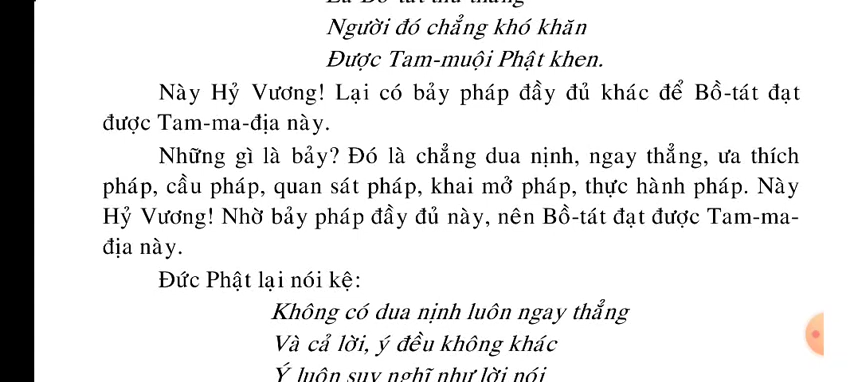 Người đó chẳng khó khăn
Được Tam-muội Phật khen.
Này Hỷ Vương! Lại có bảy pháp đầy đủ khác để Bồ-tát đạt
được Tam-ma-địa này.
Những gì là bảy? Đó là chẳng dua nịnh, ngay thẳng, ưa thích
pháp, cầu pháp, quan sát pháp, khai mở pháp, thực hành pháp. Này
Hỷ Vương! Nhờ bảy pháp đầy đủ này, nên Bồ-tát đạt được Tam-ma-
địa này.
Đức Phật lại nói kệ:
Không có dua nịnh luôn ngay thẳng
Và cả lời, ý đều không khác
Ý luôn suy nghĩ như lời nói